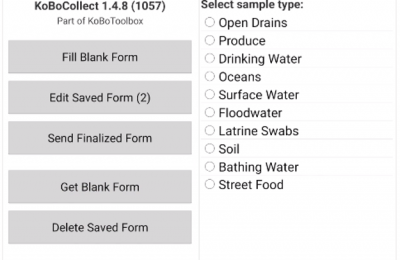 KoBoCollect 1.4.8 (1057)
Part of KoBoToolbox
Fill Blank Form
Edit Saved Form (2)
Send Finalized Form
Get Blank Form
Delete Saved Form
Select sample type:
Open Drains
Produce
Drinking Water
Oceans
Surface Water
Floodwater
Latrine Swabs
Soil
Bathing Water
Street Food